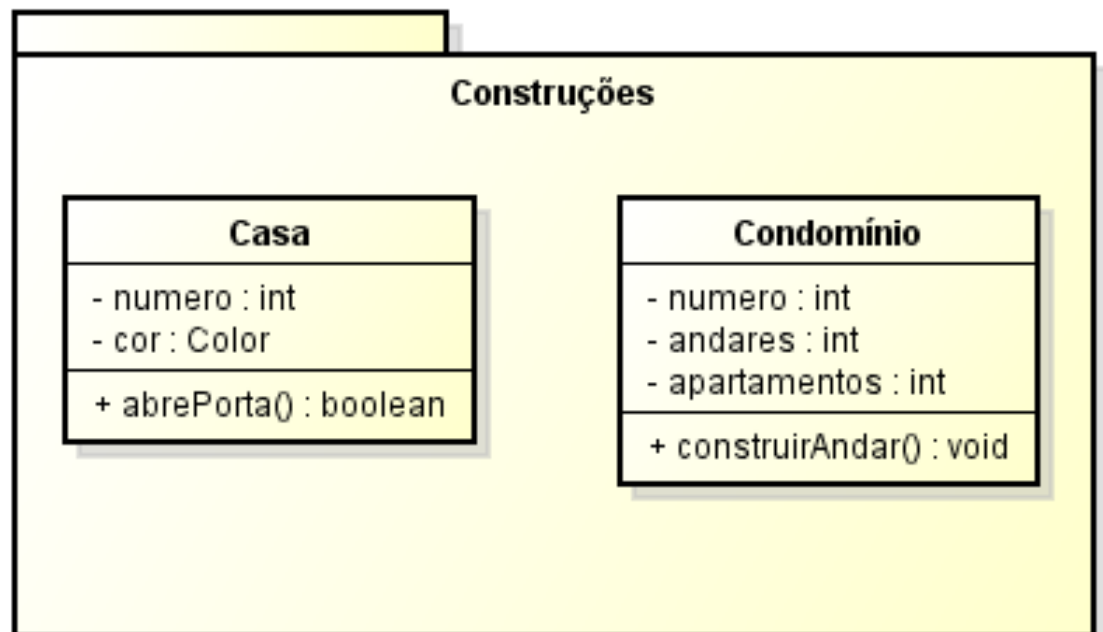 Construções
Casa
- numero : int
- cor : Color
+ abrePorta() : boolean
Condomínio
- numero : int
- andares : int
- apartamentos : int
+ construirAndar() : void